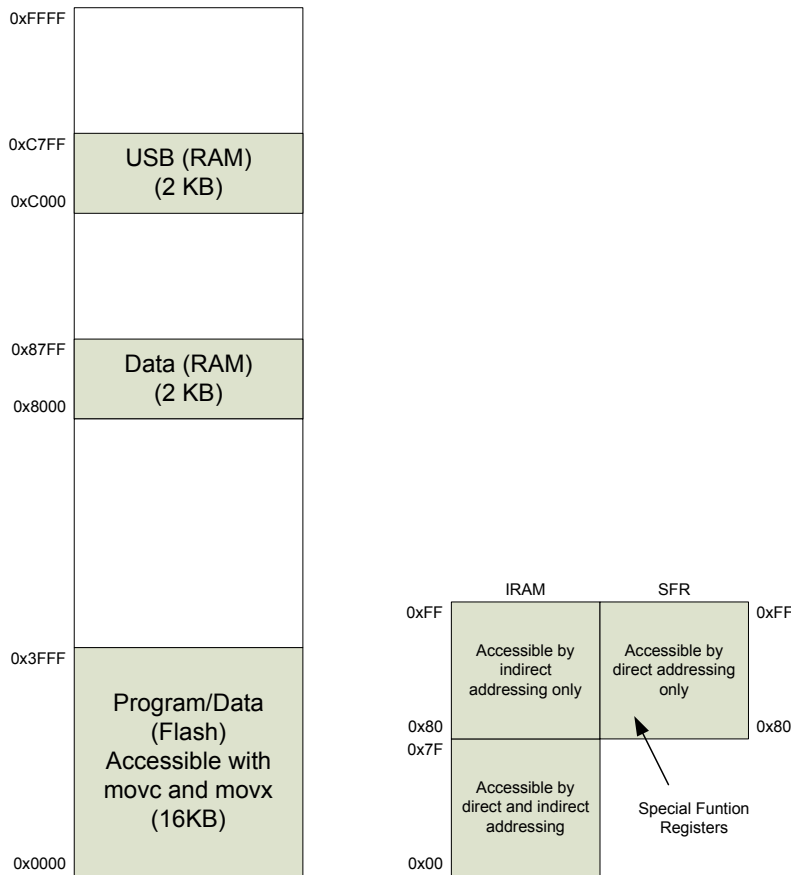 0xFFFF
0xC7FF
USB (RAM)
(2 KB)
0xC000
0x87FF
Data (RAM)
(2 KB)
0x8000
0x3FFF
Program/Data
(Flash)
Accessible with
movc and movx
(16KB)
0x0000
IRAM
SFR
0xFF
0xFF
Accessible by
indirect
addressing only
Accessible by
direct addressing
only
0x80
0x80
0x7F
Accessible by
direct and indirect
addressing
Special Funtion
Registers
0x00